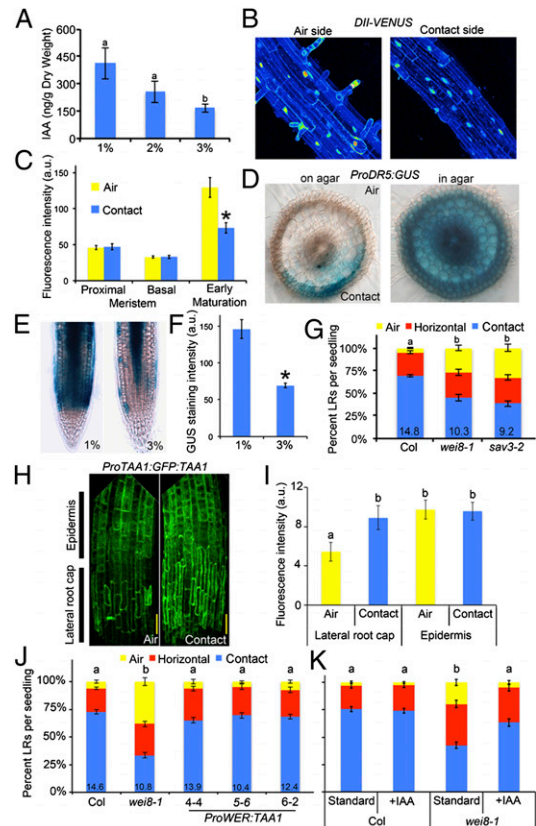 A
IAA (ng/g Dry Weight)
600
450
300
150
0
a
a
b
1%
2%
3%
B
DII-VENUS
Air side
Contact side
C
Fluorescence intensity (a.u.)
150
100
50
0
Air
Contact
*
Proximal
Basal
Early
Meristem
Maturation
D
ProDR5:GUS
on agar
in agar
Air
Contact
E
1%
3%
F
GUS staining intensity (a.u.)
150
100
50
0
*
1%
3%
G
Air
Horizontal
Contact
Percent LRs per seedling
100%
75%
50%
25%
0%
a
b
b
14.8
10.3
9.2
Col
wei8-1
sav3-2
H
ProTAA1:GFP:TAA1
Epidermis
Lateral root cap
Air
Contact
I
Fluorescence intensity (a.u.)
12
8
4
0
a
b
b
b
Air
Contact
Air
Contact
Lateral root cap
Epidermis
J
Air
Horizontal
Contact
Percent LRs per seedling
100%
75%
50%
25%
0%
a
b
a
a
a
14.6
10.8
13.9
10.4
12.4
Col
wei8-1
4-4
5-6
6-2
ProWER:TAA1
K
a
a
b
a
Standard
+IAA
Standard
+IAA
Col
wei8-1